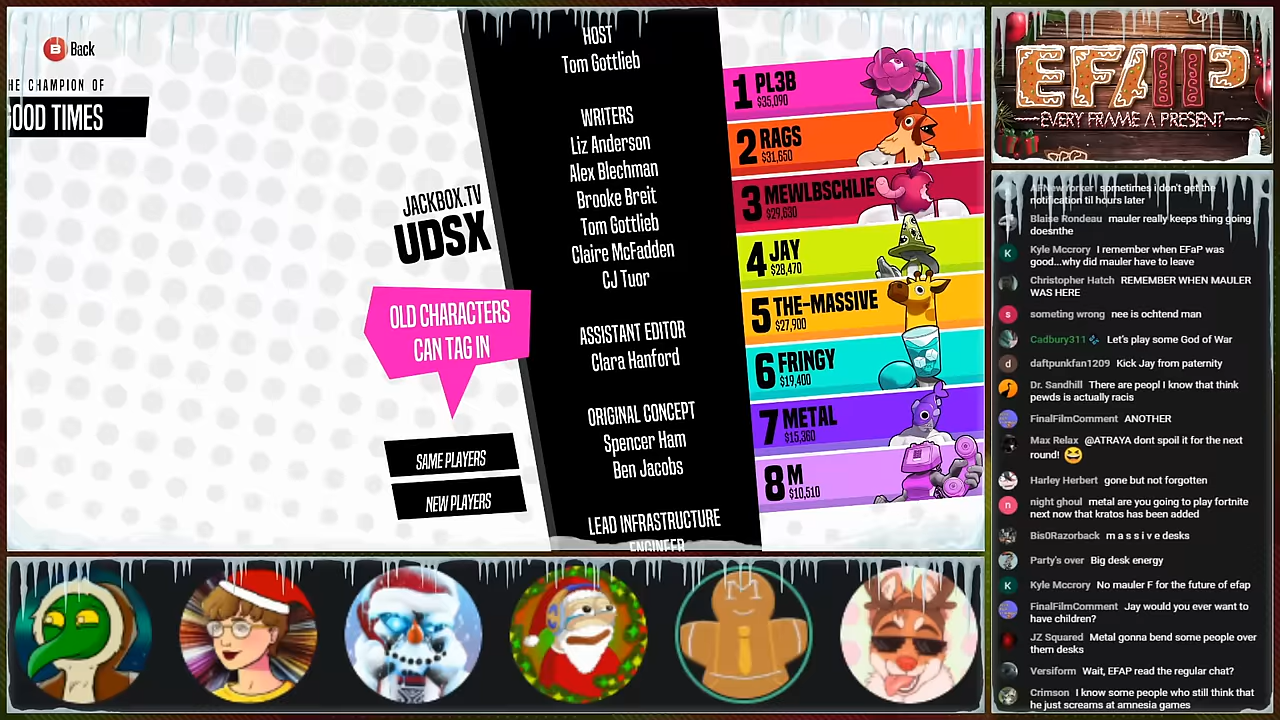 B Back
HE CHAMPION OF
GOOD TIMES
JACKBOX.TV
UDSX
OLD CHARACTERS
CAN TAG IN
SAME PLAYERS
NEW PLAYERS
HOST
Tom Gottlieb
WRITERS
Liz Anderson
Alex Blechman
Brooke Breit
Tom Gottlieb
Claire McFadden
CJ Tuor
ASSISTANT EDITOR
Clara Hanford
ORIGINAL CONCEPT
Spencer Ham
Ben Jacobs
LEAD INFRASTRUCTURE
ENGINEER
1 PL3B
$35,090
2 RAGS
$31,650
3 MEWLBSCHLIE
$29,630
4 JAY
$28,470
5 THE-MASSIVE
$27,900
6 FRINGY
$19,400
7 METAL
$15,360
8 M
$10,510
EFAP
EVERY FRAME A PRESENT
AFNewYorker sometimes i don't get the
notification til hours later
Blaise Rondeau mauler really keeps thing going
doesnthe
K Kyle Mccrory I remember when EFaP was
good...why did mauler have to leave
Christopher Hatch REMEMBER WHEN MAULER
WAS HERE
s someting wrong nee is ochtend man
Cadbury311 Let's play some God of War
d daftpunkfan1209 Kick Jay from paternity
Dr. Sandhill There are peopl I know that think
pewds is actually racis
FinalFilmComment ANOTHER
Max Relax @ATRAYA dont spoil it for the next
round!
Harley Herbert gone but not forgotten
n night ghoul metal are you going to play fortnite
next now that kratos has been added
Bis0Razorback m a s s i v e desks
Party's over Big desk energy
K Kyle Mccrory No mauler F for the future of efap
FinalFilmComment Jay would you ever want to
have children?
JZ Squared Metal gonna bend some people over
them desks
Versiform Wait, EFAP read the regular chat?
Crimson I know some people who still think that
he just screams at amnesia games
M